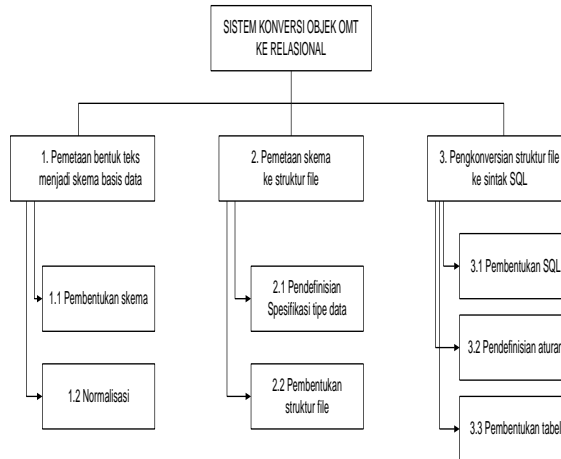 SISTEM KONVERSI OBJEK OMT
KE RELASIONAL
1. Pemetaan bentuk teks
menjadi skema basis data
2. Pemetaan skema
ke struktur file
3. Pengkonversian struktur file
ke sintak SQL
1.1 Pembentukan skema
1.2 Normalisasi
2.1 Pendefinisian
Spesifikasi tipe data
2.2 Pembentukan
struktur file
3.1 Pembentukan SQL
3.2 Pendefinisian aturan
3.3 Pembentukan tabel